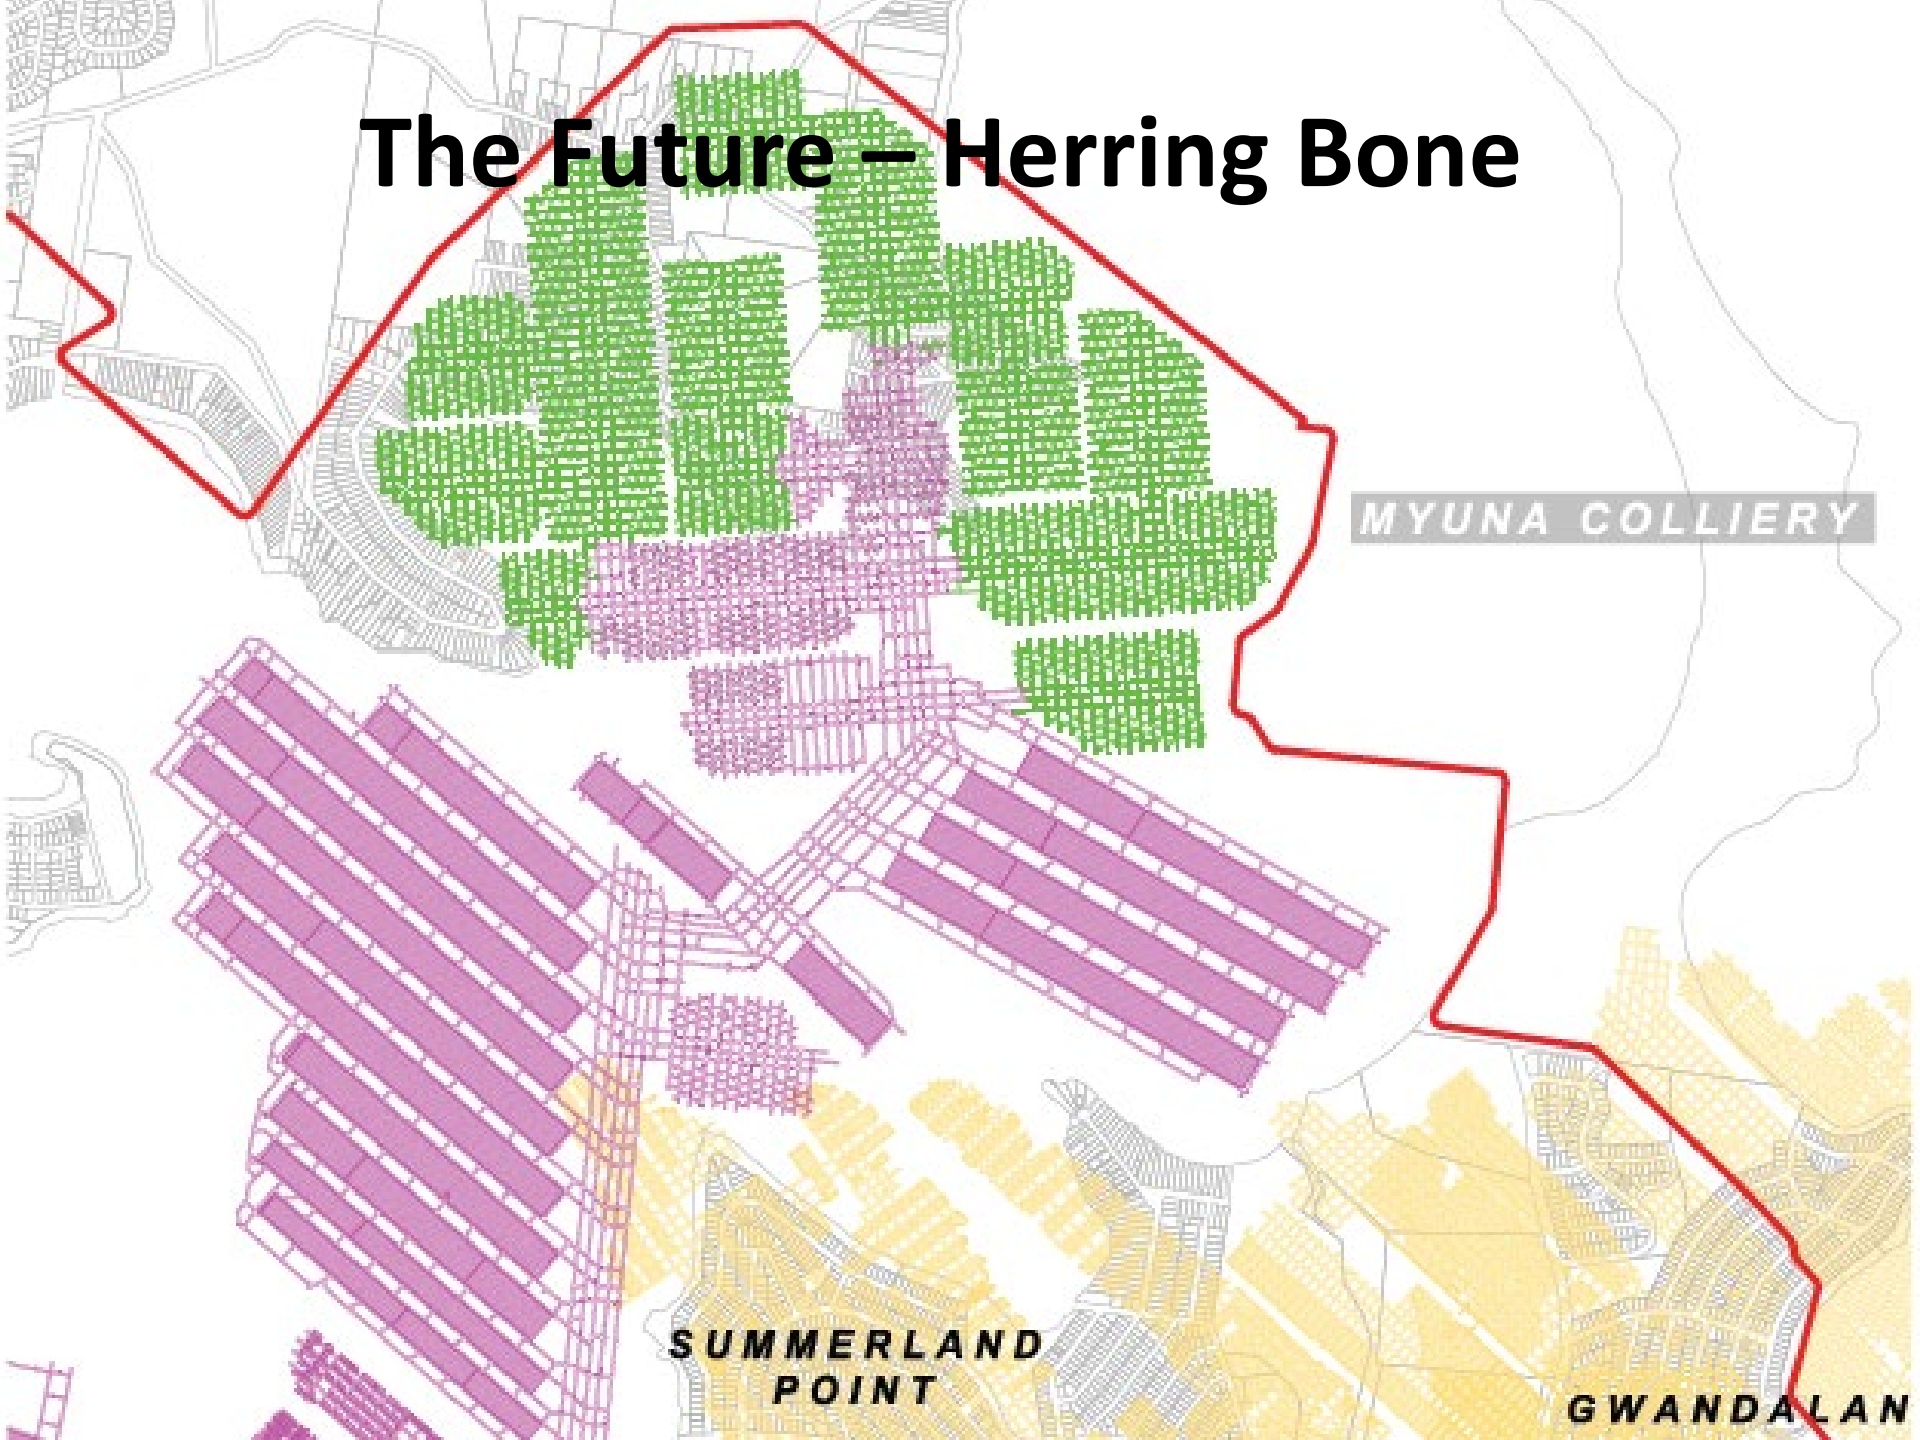 The Future – Herring Bone
MYUNA COLLIERY
SUMMERLAND
POINT
GWANDALAN